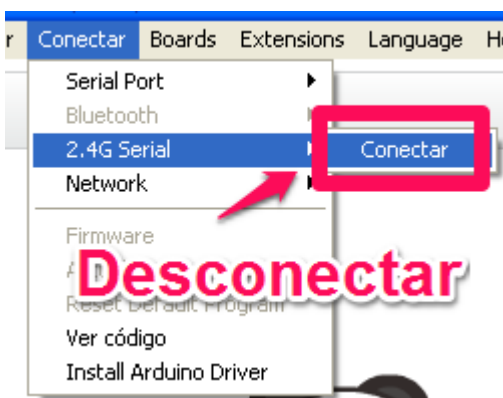 r Conectar Boards Extensions Language H
Serial Port
Bluetooth
2.4G Serial Conectar
Network
Firmware
Desconectar
Reset Default Program
Ver código
Install Arduino Driver